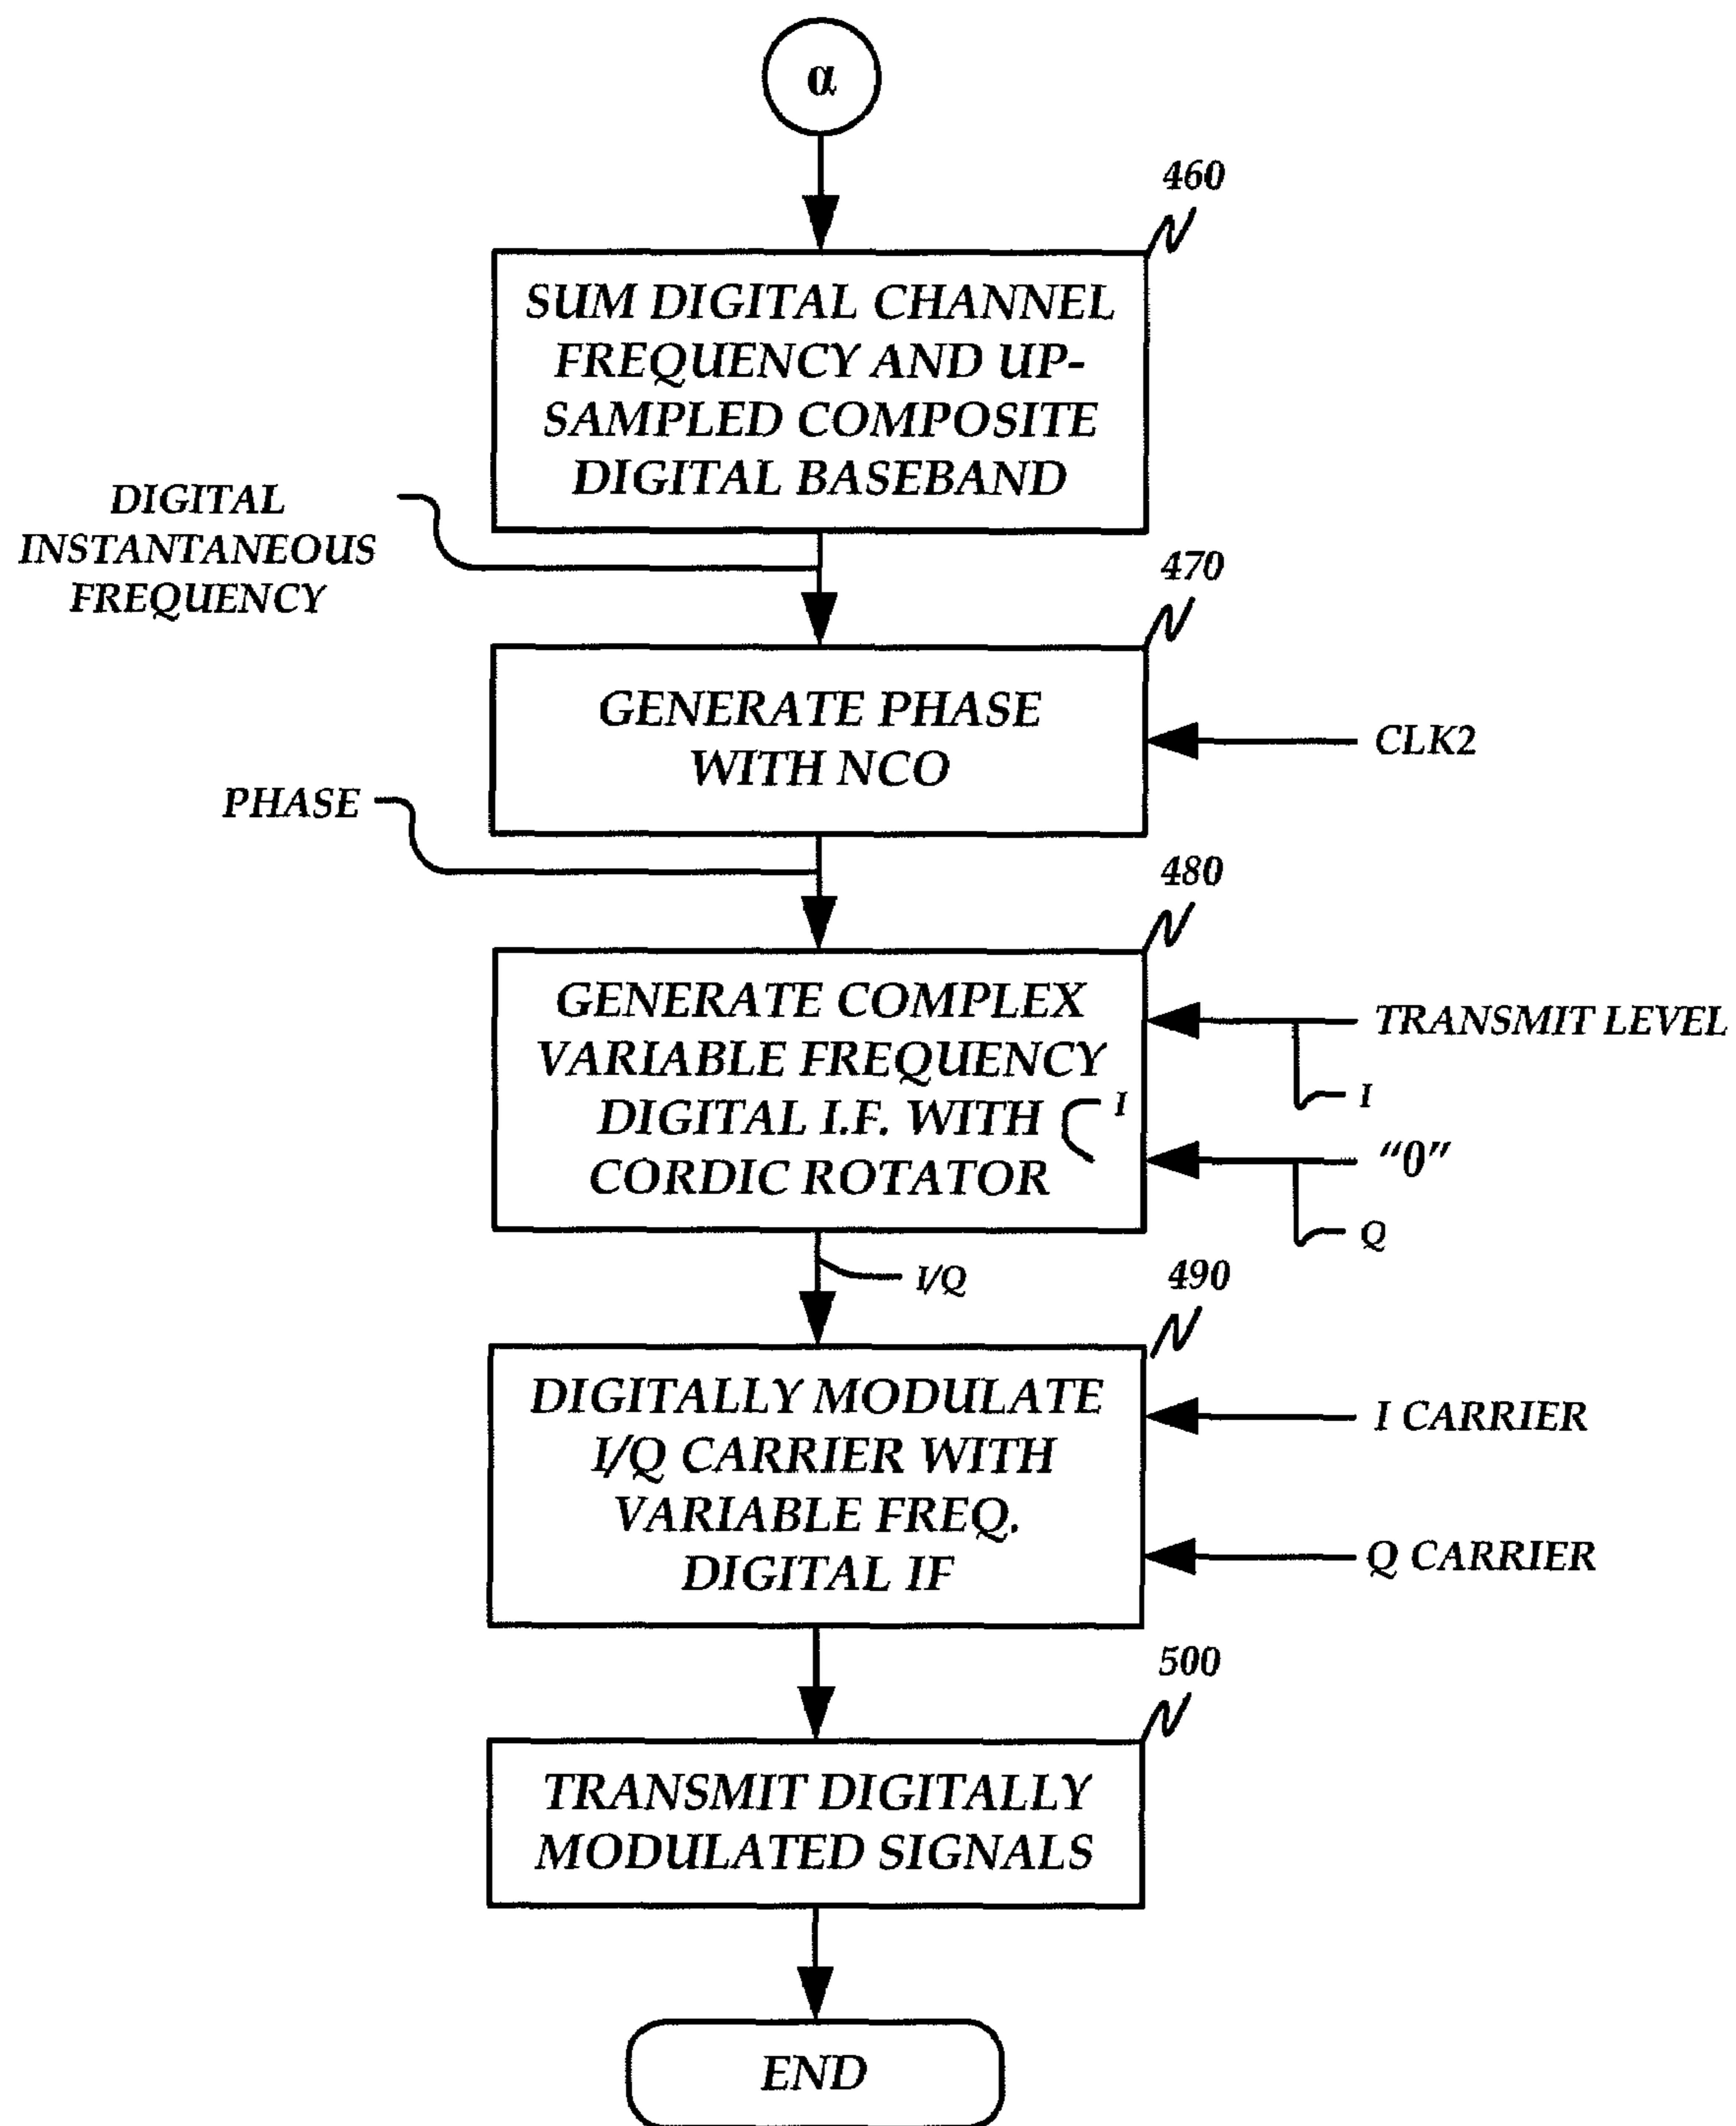 α
460
SUM DIGITAL CHANNEL
FREQUENCY AND UP-
SAMPLED COMPOSITE
DIGITAL BASEBAND
DIGITAL
INSTANTANEOUS
FREQUENCY
470
GENERATE PHASE
WITH NCO
CLK2
PHASE
480
GENERATE COMPLEX
VARIABLE FREQUENCY
DIGITAL I.F. WITH
CORDIC ROTATOR
I
TRANSMIT LEVEL
I
“0”
Q
I/Q
490
DIGITALLY MODULATE
I/Q CARRIER WITH
VARIABLE FREQ.
DIGITAL IF
I CARRIER
Q CARRIER
500
TRANSMIT DIGITALLY
MODULATED SIGNALS
END